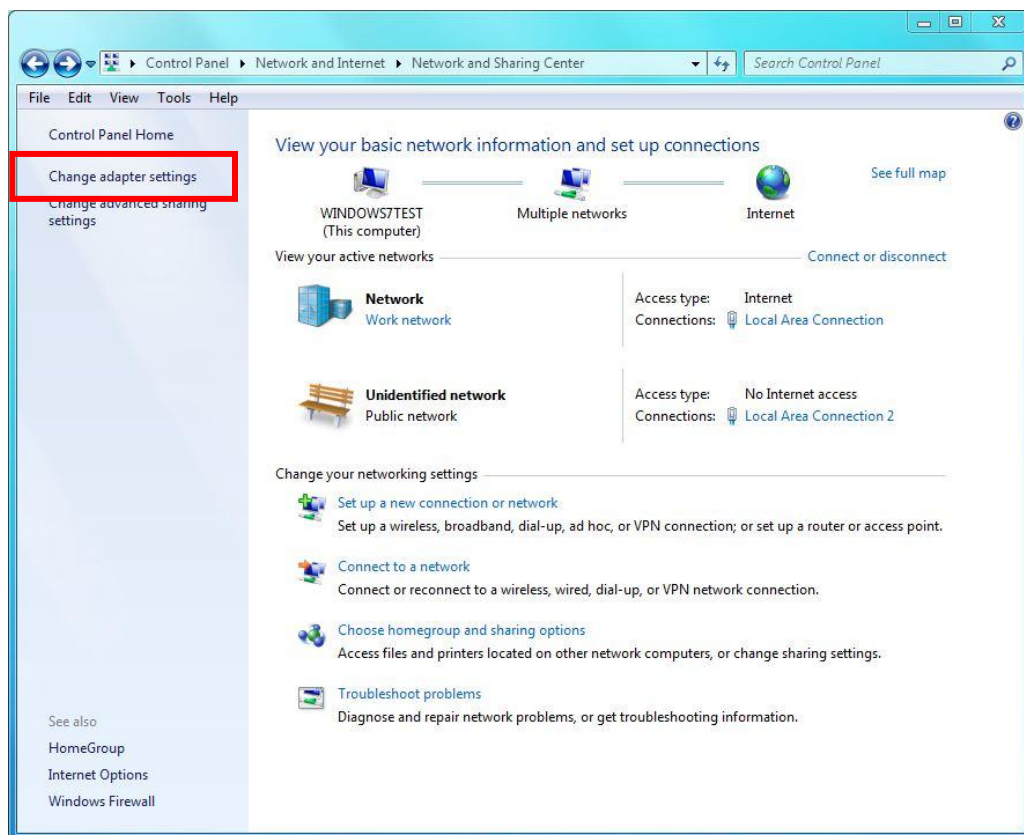 Control Panel Network and Internet Network and Sharing Center Search Control Panel
File Edit View Tools Help
Control Panel Home
Change adapter settings
Change advanced sharing
settings
View your basic network information and set up connections
See full map
WINDOWS7TEST
(This computer)
Multiple networks
Internet
View your active networks Connect or disconnect
Network
Work network
Access type: Internet
Connections: Local Area Connection
Unidentified network
Public network
Access type: No Internet access
Connections: Local Area Connection 2
Change your networking settings
Set up a new connection or network
Set up a wireless, broadband, dial-up, ad hoc, or VPN connection; or set up a router or access point.
Connect to a network
Connect or reconnect to a wireless, wired, dial-up, or VPN network connection.
Choose homegroup and sharing options
Access files and printers located on other network computers, or change sharing settings.
Troubleshoot problems
Diagnose and repair network problems, or get troubleshooting information.
See also
HomeGroup
Internet Options
Windows Firewall